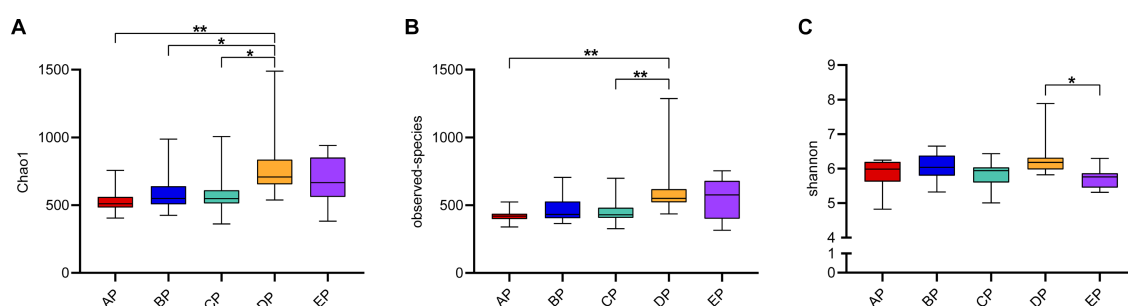 A
**
*
*
1500
1000
500
0
Chao1
AP
BP
CP
DP
EP
B
**
**
1500
1000
500
0
observed-species
AP
BP
CP
DP
EP
C
*
9
8
7
6
5
4
1
0
shannon
AP
BP
CP
DP
EP